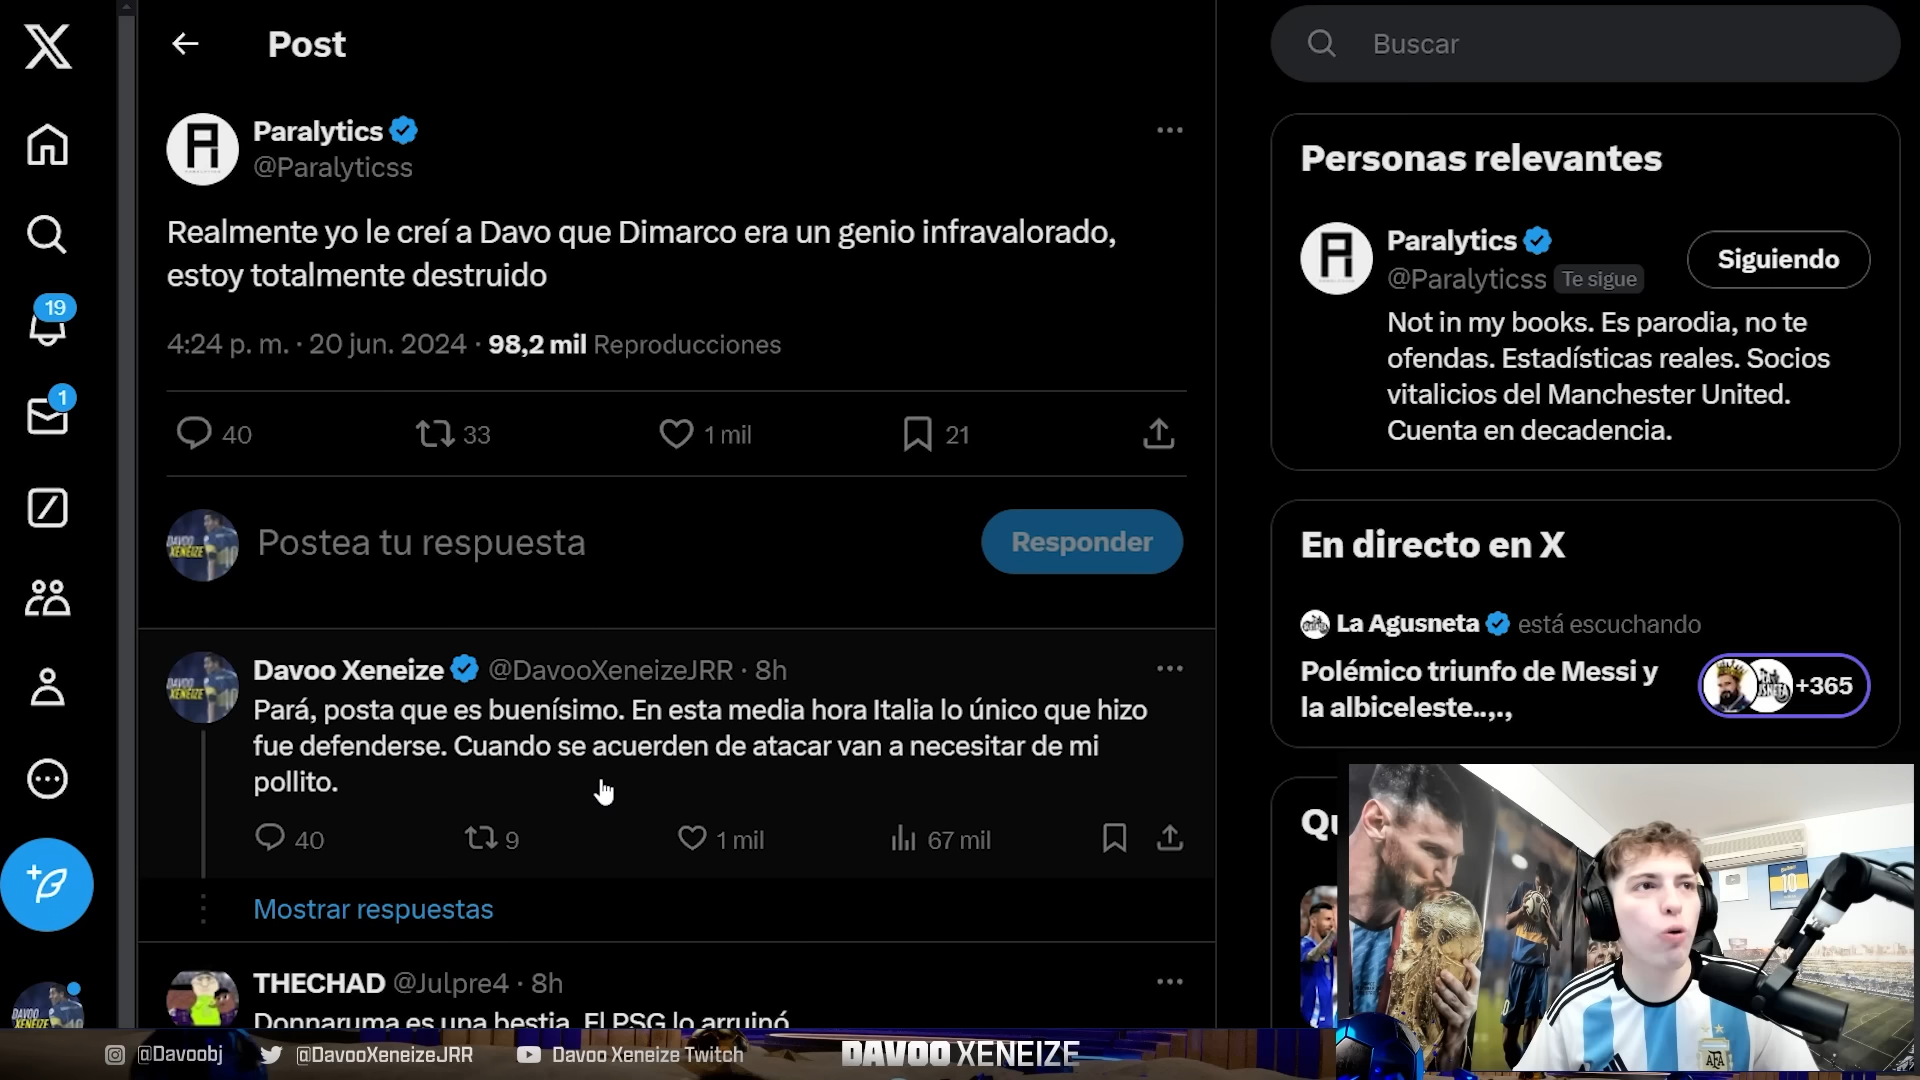 Post
Buscar
Paralytics
@Paralyticss
Realmente yo le creí a Davo que Dimarco era un genio infravalorado,
estoy totalmente destruido
4:24 p. m. · 20 jun. 2024 · 98,2 mil Reproducciones
40 33 1 mil 21
Postea tu respuesta
Responder
Davoo Xeneize @DavooXeneizeJRR · 8h
Pará, posta que es buenísimo. En esta media hora Italia lo único que hizo
fue defenderse. Cuando se acuerden de atacar van a necesitar de mi
pollito.
40 9 1 mil 67 mil
Mostrar respuestas
THECHAD @Julpre4 · 8h
Donnaruma es una bestia. El PSG lo arruinó
19
1
Personas relevantes
Paralytics
@Paralyticss Te sigue
Siguiendo
Not in my books. Es parodia, no te
ofendas. Estadísticas reales. Socios
vitalicios del Manchester United.
Cuenta en decadencia.
En directo en X
La Agusneta está escuchando
Polémico triunfo de Messi y
la albiceleste..,.,
+365
10
AFA
@Davoobj @DavooXeneizeJRR Davoo Xeneize Twitch
DAVOO XENEIZE